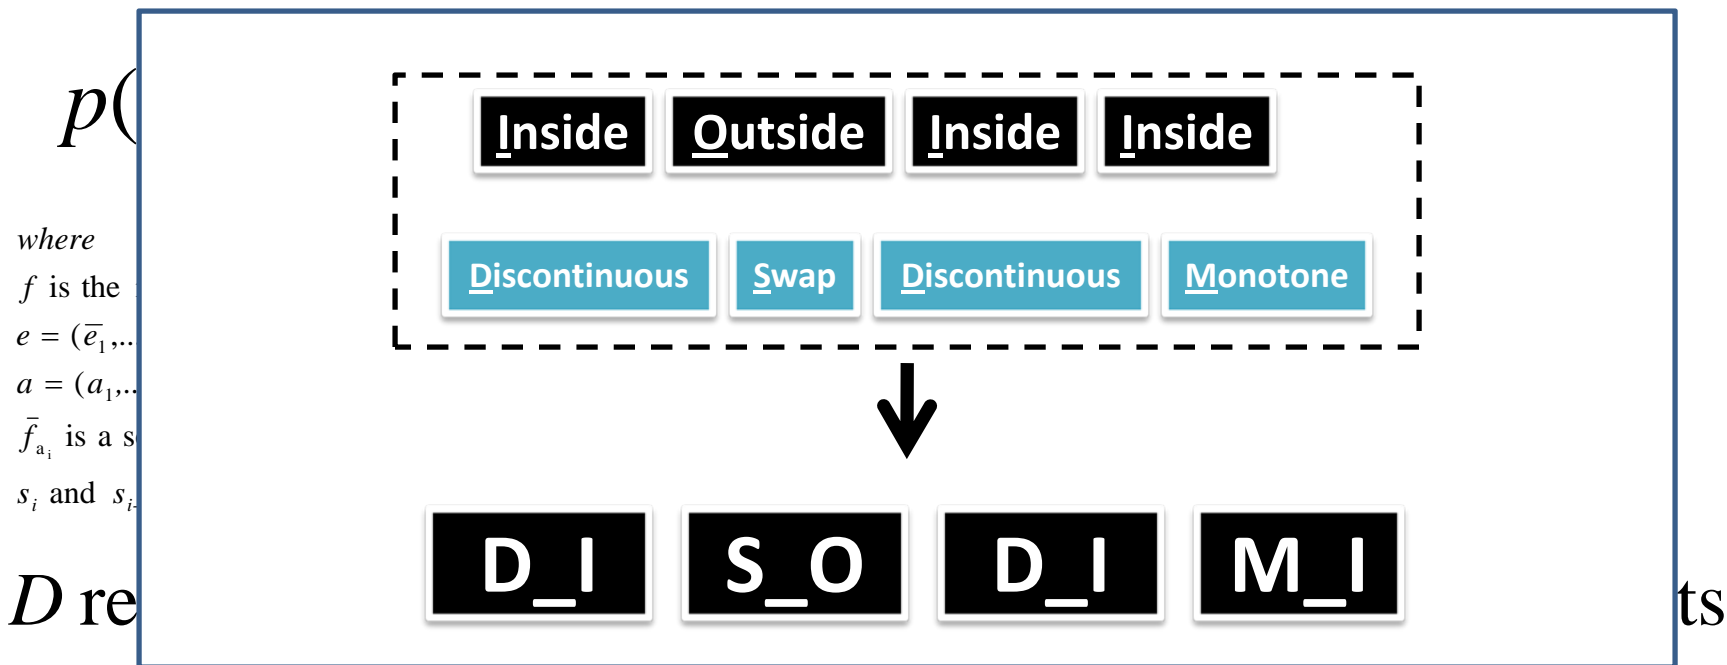 p(
Inside Outside Inside Inside
where
Discontinuous Swap Discontinuous Monotone
f is the
e = (e̅₁,...
a = (a₁,...
f̅ₐᵢ is a
sᵢ and sᵢ₋
D_I S_O D_I M_I
D re ts